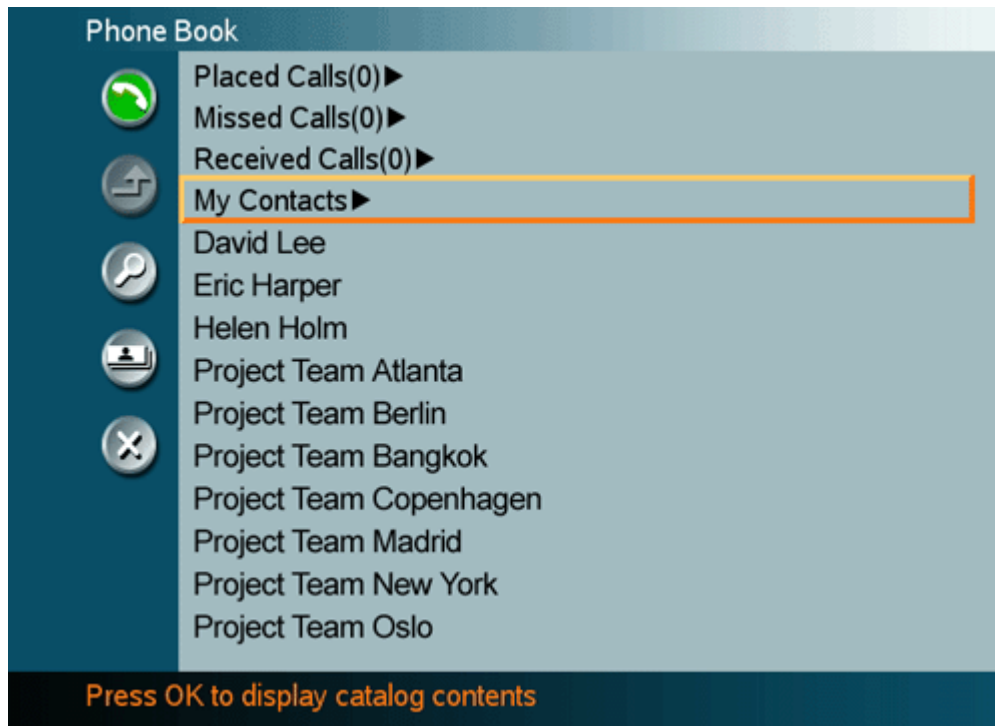 Phone Book
Placed Calls(0)▶
Missed Calls(0)▶
Received Calls(0)▶
My Contacts▶
David Lee
Eric Harper
Helen Holm
Project Team Atlanta
Project Team Berlin
Project Team Bangkok
Project Team Copenhagen
Project Team Madrid
Project Team New York
Project Team Oslo
Press OK to display catalog contents